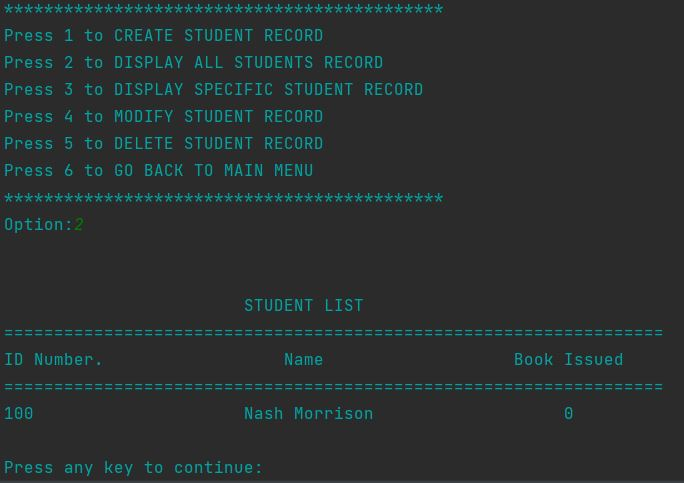 ********************************************
Press 1 to CREATE STUDENT RECORD
Press 2 to DISPLAY ALL STUDENTS RECORD
Press 3 to DISPLAY SPECIFIC STUDENT RECORD
Press 4 to MODIFY STUDENT RECORD
Press 5 to DELETE STUDENT RECORD
Press 6 to GO BACK TO MAIN MENU
********************************************
Option:2
STUDENT LIST
==================================================================
ID Number. Name Book Issued
==================================================================
100 Nash Morrison 0
Press any key to continue: